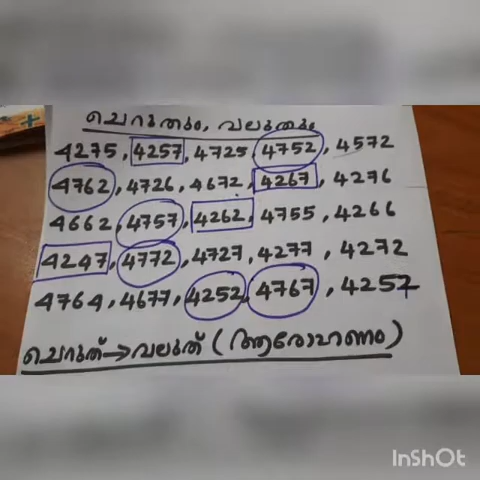 ചെറുതും, വലുതും
4275, 4257, 4725, 4752, 4572
4762, 4726, 4672, 4267, 4276
4662, 4757, 4262, 4755, 4266
4247, 4772, 4727, 4277, 4272
4764, 4677, 4252, 4767, 4257
ചെറുത് → വലുത് (ആരോഹണം)
InShOt